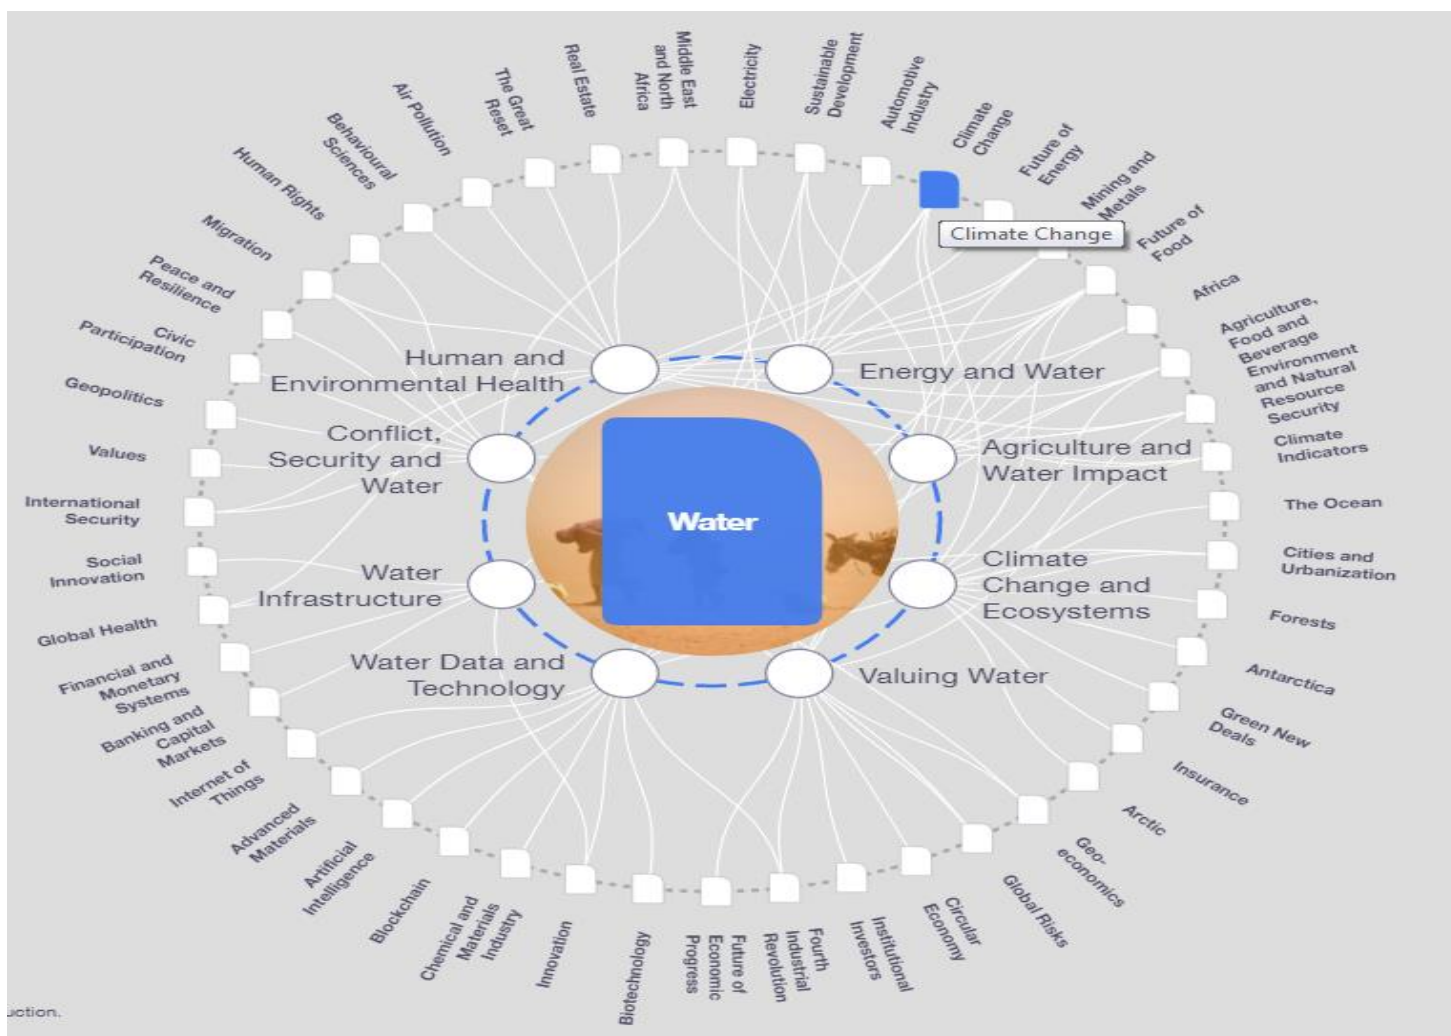 Middle East
and North
Africa
Electricity
Sustainable
Development
Automotive
Industry
Climate
Change
Future of
Energy
Mining and
Metals
Future of
Food
Africa
Agriculture,
Food and
Beverage
Environment
and Natural
Resource
Security
Climate
Indicators
The Ocean
Cities and
Urbanization
Forests
Antarctica
Green New
Deals
Insurance
Arctic
Geo-
economics
Global Risks
Circular
Economy
Institutional
Investors
Fourth
Industrial
Revolution
Future of
Economic
Progress
Biotechnology
Innovation
Chemical and
Materials
Industry
Blockchain
Artificial
Intelligence
Advanced
Materials
Internet of
Things
Banking and
Capital
Markets
Financial and
Monetary
Systems
Global Health
Social
Innovation
International
Security
Values
Geopolitics
Civic
Participation
Peace and
Resilience
Migration
Human Rights
Behavioural
Sciences
Air Pollution
The Great
Reset
Real Estate
Climate Change
Human and
Environmental Health
Energy and Water
Conflict,
Security and
Water
Agriculture and
Water Impact
Water
Water
Infrastructure
Climate
Change and
Ecosystems
Water Data and
Technology
Valuing Water
uction.